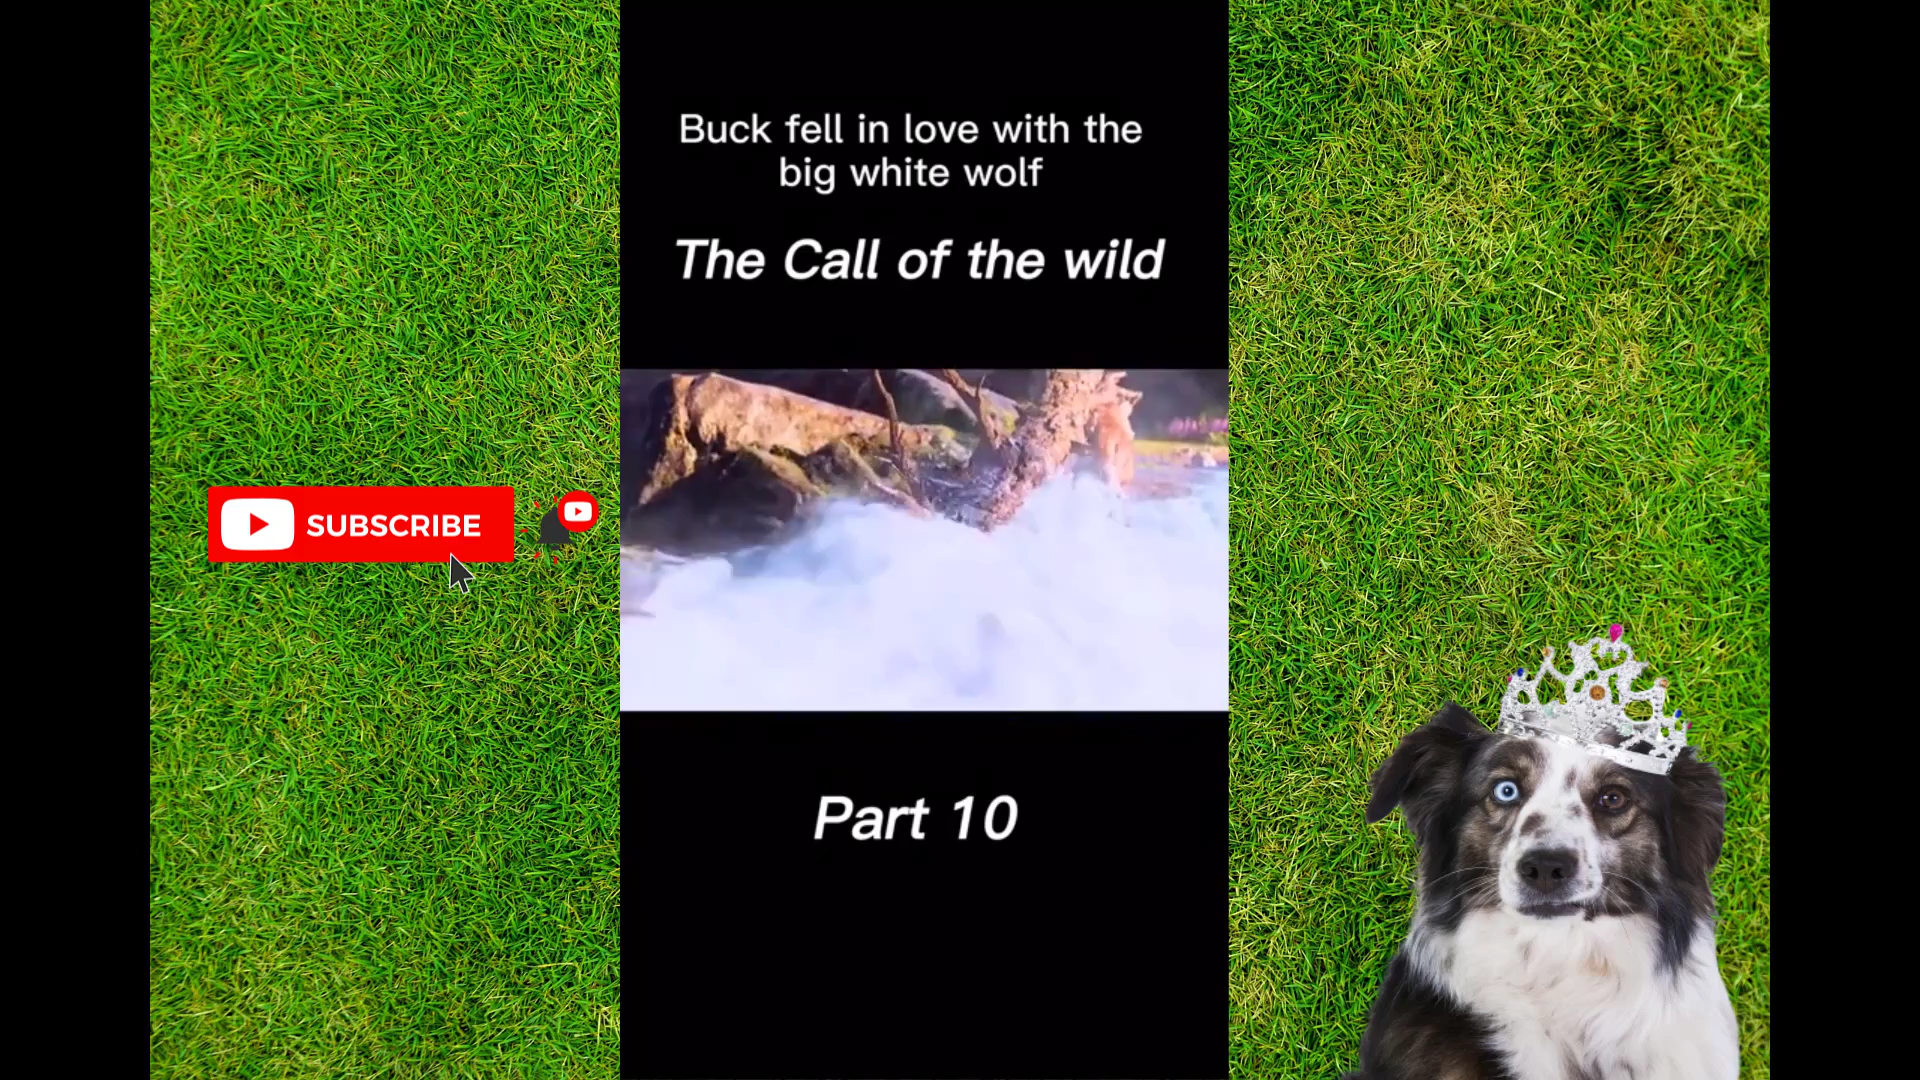 Buck fell in love with the
big white wolf
The Call of the wild
SUBSCRIBE
Part 10